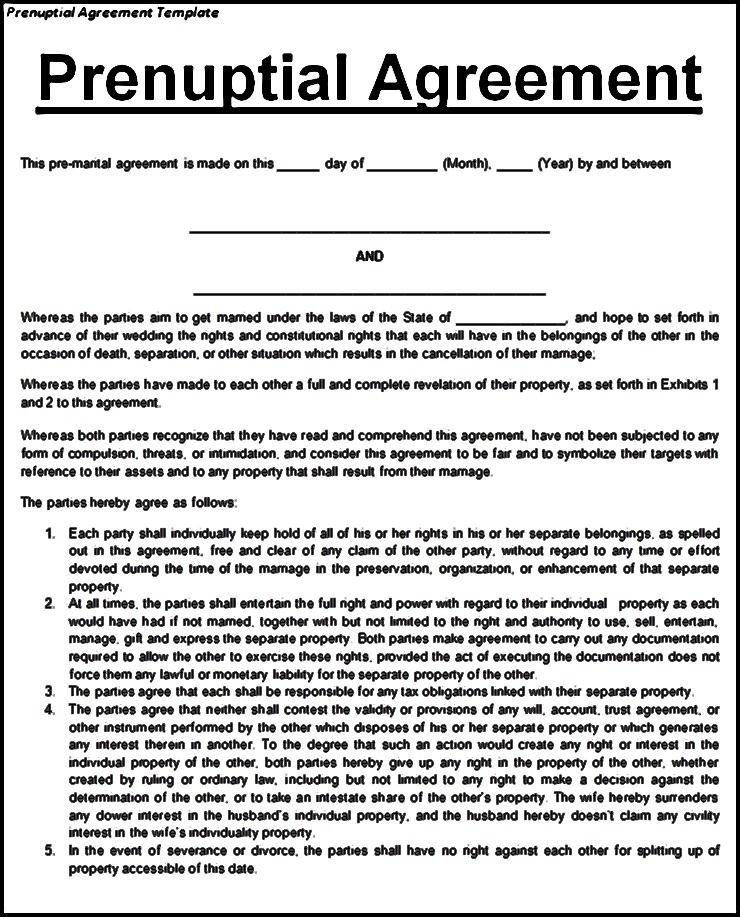 Prenuptial Agreement Template
Prenuptial Agreement
This pre-marital agreement is made on this _____ day of ________ (Month), ____ (Year) by and between
________________________________________
AND
________________________________________
Whereas the parties aim to get married under the laws of the State of ______________, and hope to set forth in
advance of their wedding the rights and constitutional rights that each will have in the belongings of the other in the
occasion of death, separation, or other situation which results in the cancellation of their marriage;
Whereas the parties have made to each other a full and complete revelation of their property, as set forth in Exhibits 1
and 2 to this agreement.
Whereas both parties recognize that they have read and comprehend this agreement, have not been subjected to any
form of compulsion, threats, or intimidation, and consider this agreement to be fair and to symbolize their targets with
reference to their assets and to any property that shall result from their marriage.
The parties hereby agree as follows:
1. Each party shall individually keep hold of all of his or her rights in his or her separate belongings, as spelled
out in this agreement, free and clear of any claim of the other party, without regard to any time or effort
devoted during the time of the marriage in the preservation, organization, or enhancement of that separate
property.
2. At all times, the parties shall entertain the full right and power with regard to their individual property as each
would have had if not married, together with but not limited to the right and authority to use, sell, entertain,
manage, gift and express the separate property. Both parties make agreement to carry out any documentation
required to allow the other to exercise these rights, provided the act of executing the documentation does not
force them any lawful or monetary liability for the separate property of the other.
3. The parties agree that each shall be responsible for any tax obligations linked with their separate property.
4. The parties agree that neither shall contest the validity or provisions of any will, account, trust agreement, or
other instrument performed by the other which disposes of his or her separate property or which generates
any interest therein in another. To the degree that such an action would create any right or interest in the
individual property of the other, both parties hereby give up any right in the property of the other, whether
created by ruling or ordinary law, including but not limited to any right to make a decision against the
determination of the other, or to take an intestate share of the other's property. The wife hereby surrenders
any dower interest in the husband's individual property, and the husband hereby doesn't claim any civility
interest in the wife's individuality property.
5. In the event of severance or divorce, the parties shall have no right against each other for splitting up of
property accessible of this date.